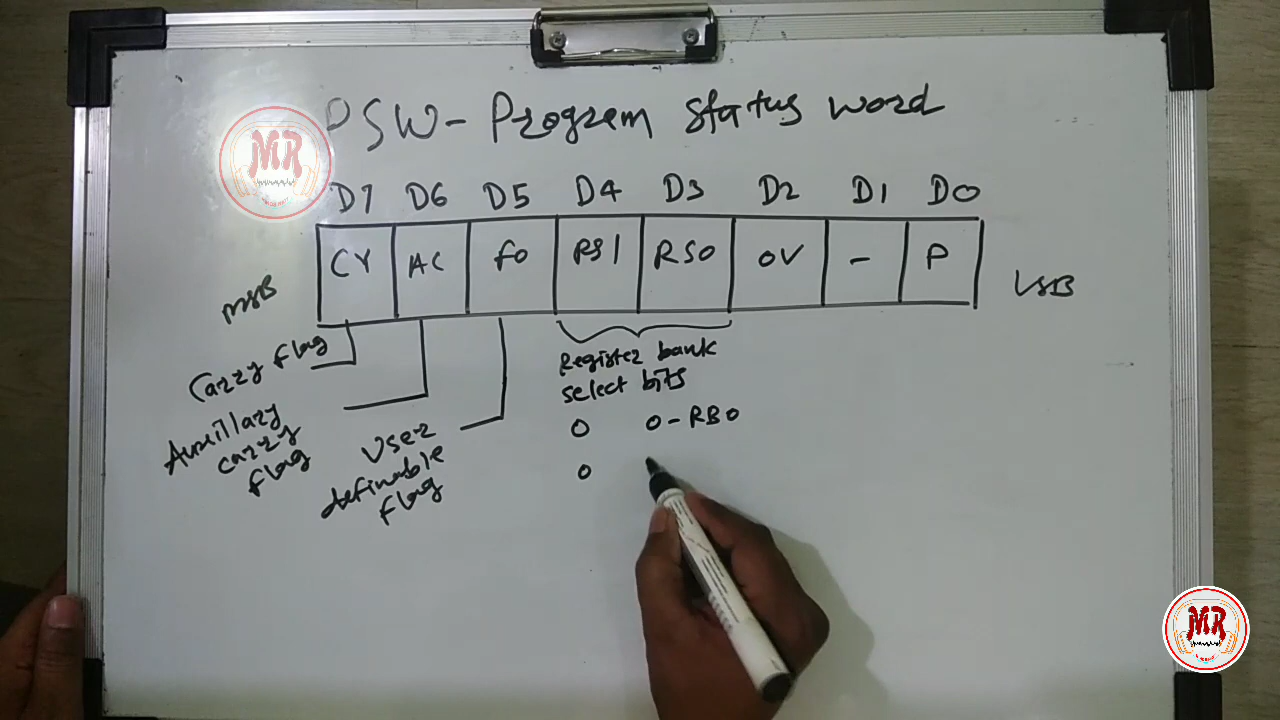 PSW - Program Status Word
D7 D6 D5 D4 D3 D2 D1 D0
CY AC F0 RS1 RS0 OV - P
MSB
LSB
Carry flag
Auxillary
carry
flag
User
definable
flag
Register bank
select bits
0 0 - RB0
0
MR
MR